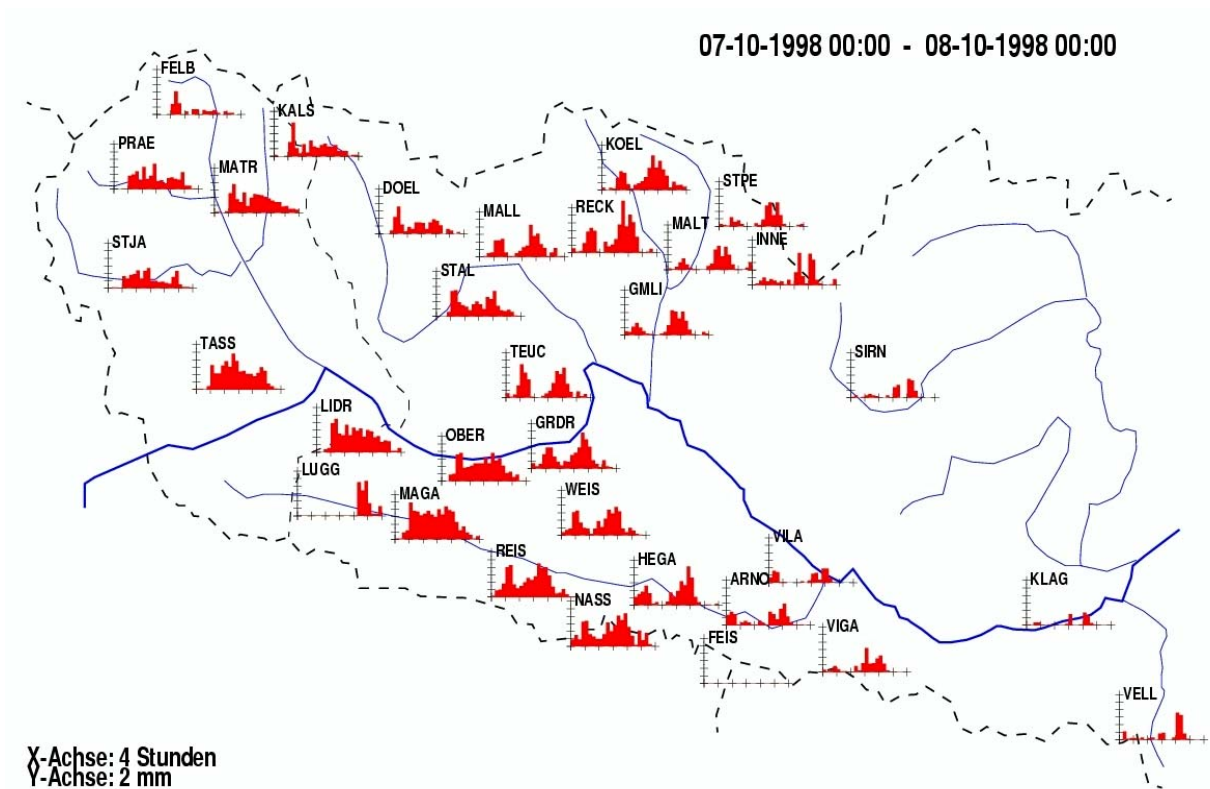 07-10-1998 00:00 - 08-10-1998 00:00
FELB
KALS
PRAE
MATR
KOEL
DOEL
STPE
MALL
RECK
MALT
INNE
STJA
STAL
GMLI
TASS
TEUC
SIRN
LIDR
OBER
GRDR
LUGG
MAGA
WEIS
REIS
HEGA
VILA
ARNO
KLAG
NASS
FEIS
VIGA
VELL
X-Achse: 4 Stunden
Y-Achse: 2 mm